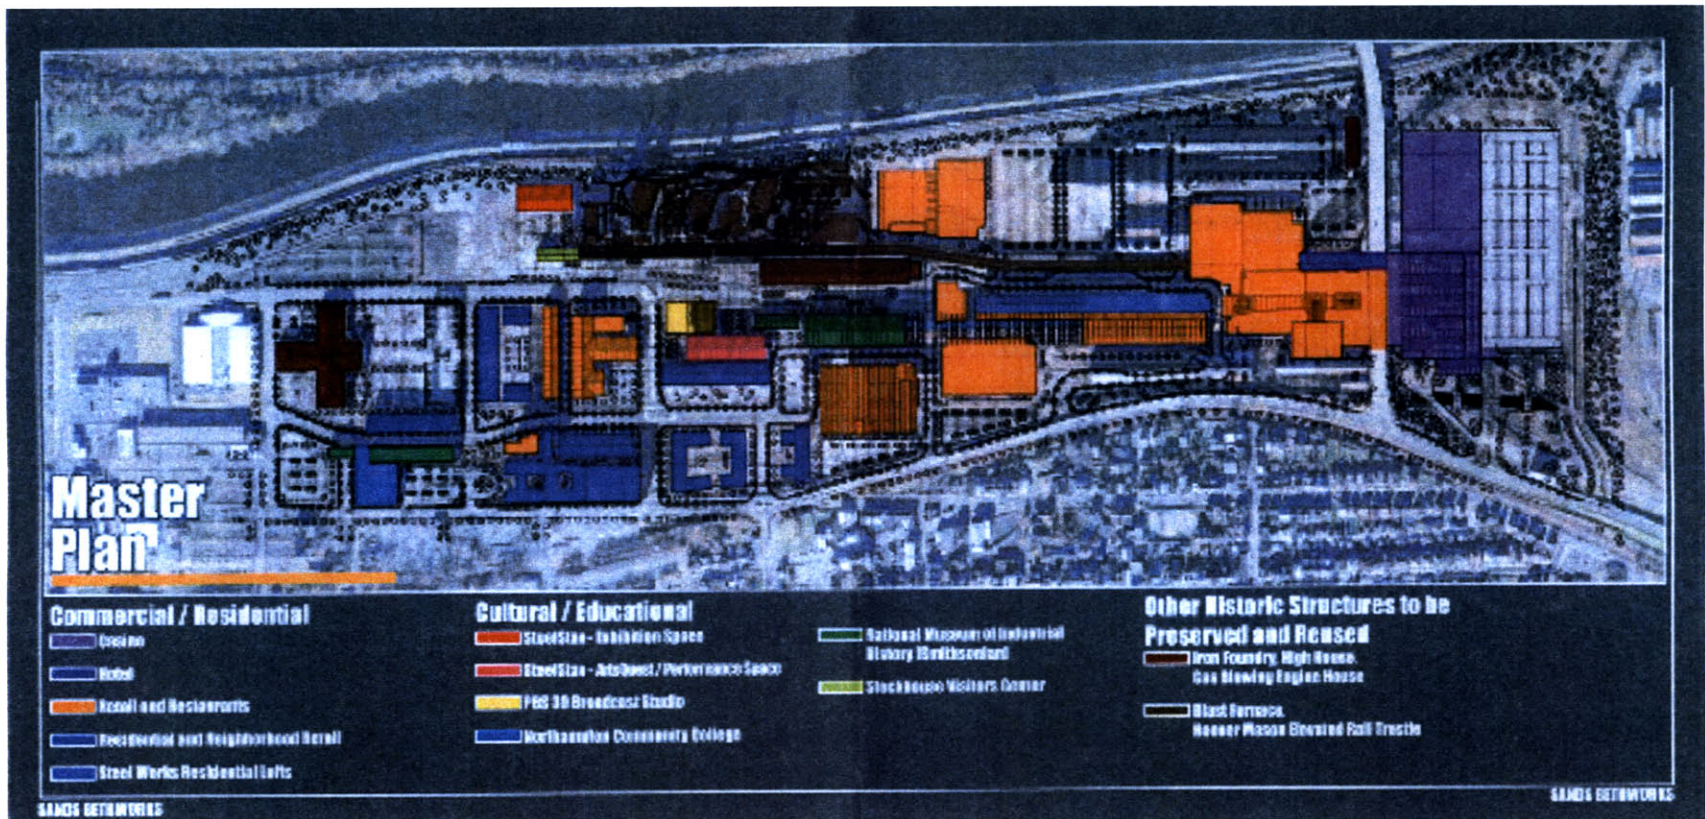 Master
Plan
Commercial / Residential
Casino
Hotel
Retail and Restaurants
Residential and Neighborhood Retail
Steel Works Residential Lofts
Cultural / Educational
SteelStax - Exhibition Space
SteelStax - ArtsQuest / Performance Space
PBS 39 Broadcast Studio
Northampton Community College
National Museum of Industrial
History (Smithsonian)
Stockhouse Visitors Center
Other Historic Structures to be
Preserved and Reused
Iron Foundry, High House,
Gas Blowing Engine House
Blast Furnace,
Hoover Mason Elevated Rail Trestle
SANDS BETHWORKS
SANDS BETHWORKS